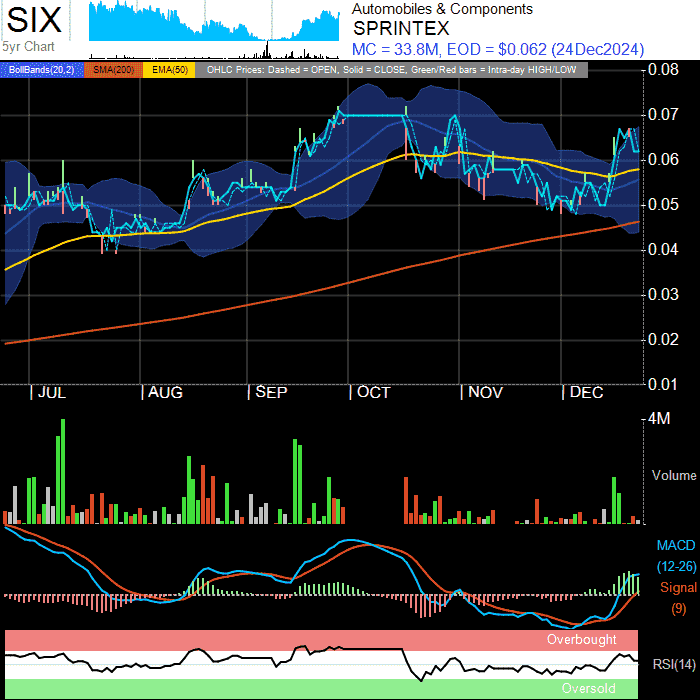 SIX
5yr Chart
Automobiles & Components
SPRINTEX
MC = 33.8M, EOD = $0.062 (24Dec2024)
BollBands(20,2) SMA(200) EMA(50) OHLC Prices: Dashed = OPEN, Solid = CLOSE, Green/Red bars = Intra-day HIGH/LOW
0.08
0.07
0.06
0.05
0.04
0.03
0.02
0.01
JUL AUG SEP OCT NOV DEC
4M
Volume
MACD
(12-26)
Signal
(9)
Overbought
RSI(14)
Oversold